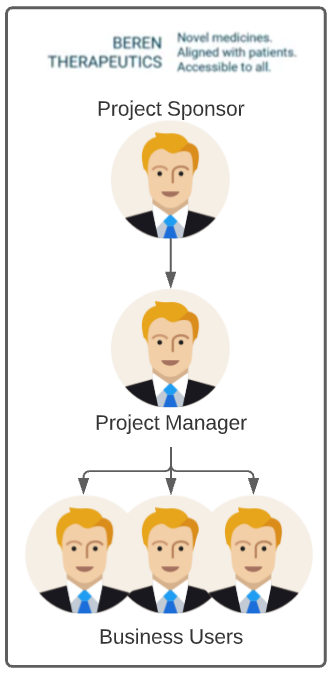 BEREN
THERAPEUTICS
Novel medicines.
Aligned with patients.
Accessible to all.
Project Sponsor
Project Manager
Business Users